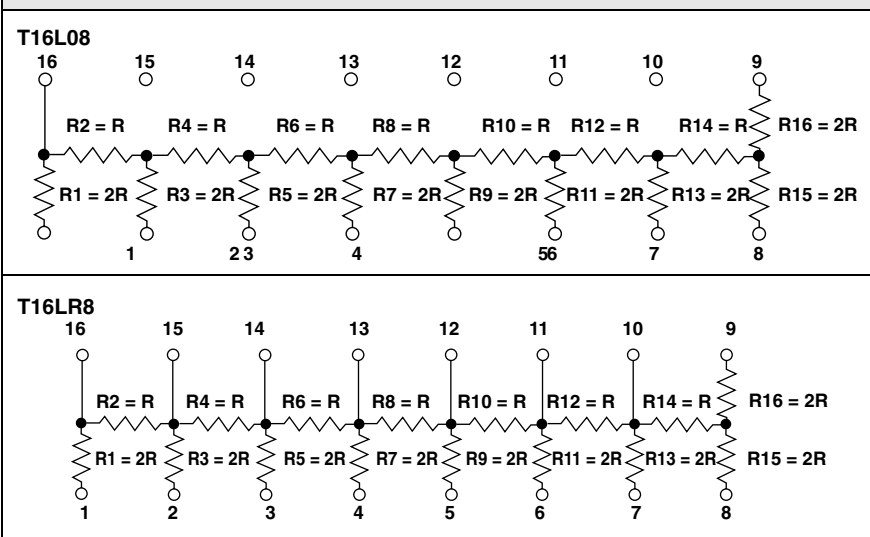 T16L08
16 15 14 13 12 11 10 9
R2 = R R4 = R R6 = R R8 = R R10 = R R12 = R R14 = R R16 = 2R
R1 = 2R R3 = 2R R5 = 2R R7 = 2R R9 = 2R R11 = 2R R13 = 2R R15 = 2R
1 2 3 4 56 7 8
T16LR8
16 15 14 13 12 11 10 9
R2 = R R4 = R R6 = R R8 = R R10 = R R12 = R R14 = R R16 = 2R
R1 = 2R R3 = 2R R5 = 2R R7 = 2R R9 = 2R R11 = 2R R13 = 2R R15 = 2R
1 2 3 4 5 6 7 8